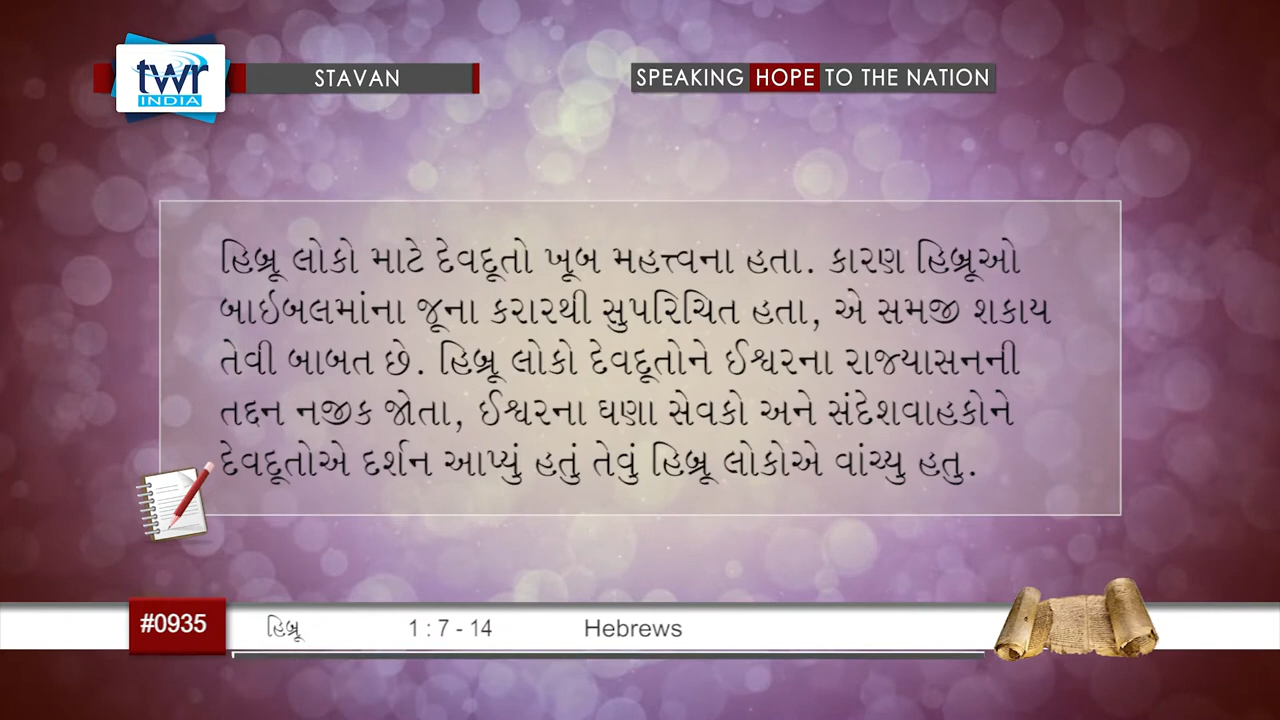 twr
INDIA
STAVAN
SPEAKING HOPE TO THE NATION
હિબ્રૂ લોકો માટે દેવદૂતો ખૂબ મહત્ત્વના હતા. કારણ હિબ્રૂઓ
બાઇબલમાંના જૂના કરારથી સુપરિચિત હતા, એ સમજી શકાય
તેવી બાબત છે. હિબ્રૂ લોકો દેવદૂતોને ઈશ્વરના રાજ્યાસનની
તદ્દન નજીક જોતા, ઈશ્વરના ઘણા સેવકો અને સંદેશવાહકોને
દેવદૂતોએ દર્શન આપ્યું હતું તેવું હિબ્રૂ લોકોએ વાંચ્યુ હતુ.
#0935 હિબ્રૂ 1 : 7 - 14 Hebrews